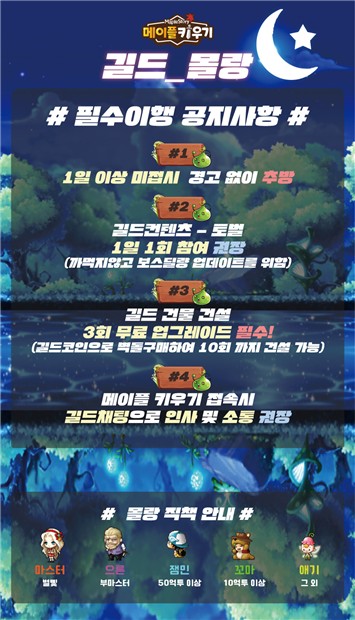 MapleStory
메이플 키우기
길드_몰랑
# 필수이행 공지사항 #
#1
1일 이상 미접시 경고 없이 추방
#2
길드컨텐츠 - 토벌
1일 1회 참여 권장
(까먹지않고 보스딜량 업데이트를 위함)
#3
길드 건물 건설
3회 무료 업그레이드 필수!
(길드코인으로 벽돌구매하여 10회 까지 건설 가능)
#4
메이플 키우기 접속시
길드채팅으로 인사 및 소통 권장
# 몰랑 직책 안내 #
마스터 으른 잼민 꼬마 애기
별빛 부마스터 50억투 이상 10억투 이상 그 외